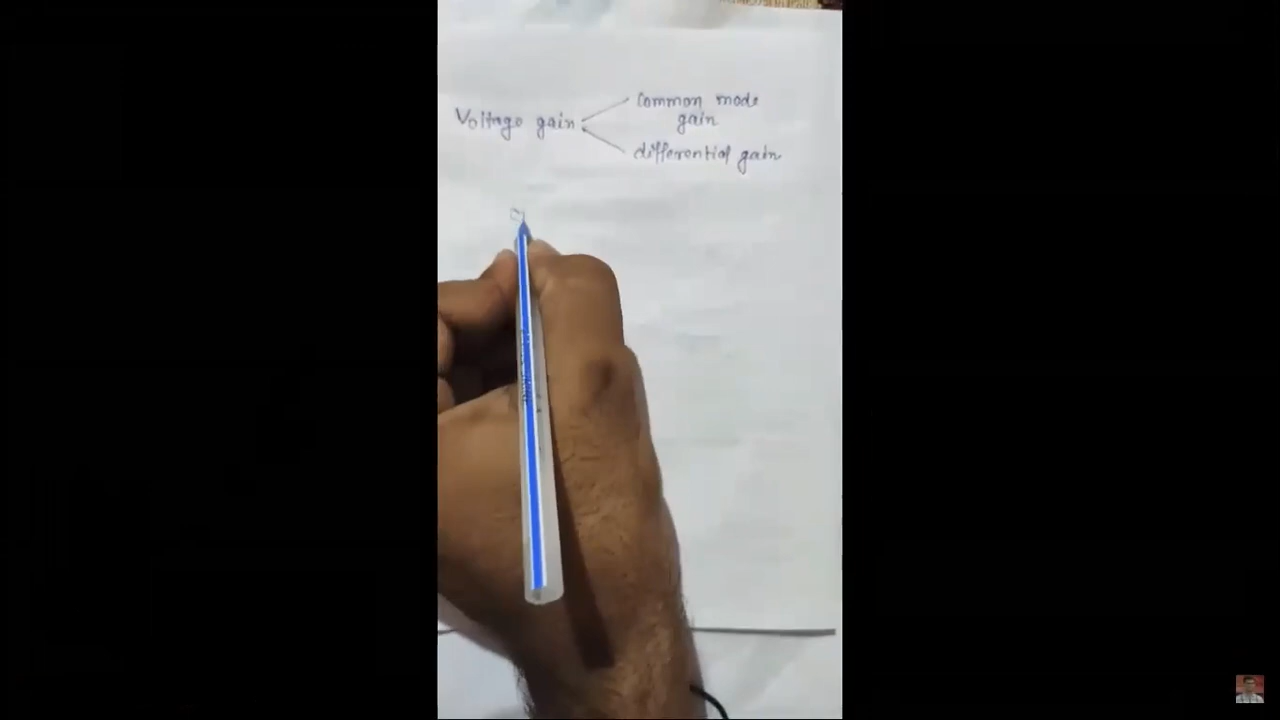 Voltage gain
Common mode
gain
differential gain